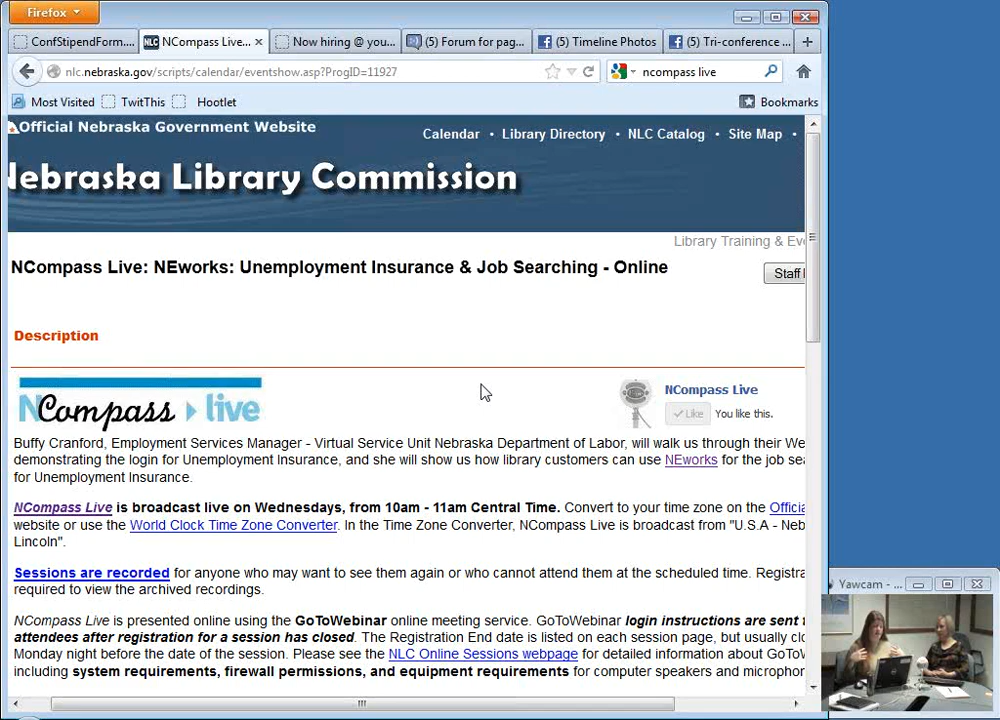 Firefox
ConfStipendForm....
NLC NCompass Live...
Now hiring @ you...
(5) Forum for pag...
(5) Timeline Photos
(5) Tri-conference ...
nlc.nebraska.gov/scripts/calendar/eventshow.asp?ProgID=11927
ncompass live
Most Visited TwitThis Hootlet Bookmarks
Official Nebraska Government Website
Calendar • Library Directory • NLC Catalog • Site Map •
Nebraska Library Commission
Library Training & Eve
NCompass Live: NEworks: Unemployment Insurance & Job Searching - Online
Staff
Description
NCompass live
NCompass Live
Like You like this.
Buffy Cranford, Employment Services Manager - Virtual Service Unit Nebraska Department of Labor, will walk us through their We
demonstrating the login for Unemployment Insurance, and she will show us how library customers can use NEworks for the job sea
for Unemployment Insurance.
NCompass Live is broadcast live on Wednesdays, from 10am - 11am Central Time. Convert to your time zone on the Officia
website or use the World Clock Time Zone Converter. In the Time Zone Converter, NCompass Live is broadcast from "U.S.A - Neb
Lincoln".
Sessions are recorded for anyone who may want to see them again or who cannot attend them at the scheduled time. Registra
required to view the archived recordings.
NCompass Live is presented online using the GoToWebinar online meeting service. GoToWebinar login instructions are sent t
attendees after registration for a session has closed. The Registration End date is listed on each session page, but usually clo
Monday night before the date of the session. Please see the NLC Online Sessions webpage for detailed information about GoToW
including system requirements, firewall permissions, and equipment requirements for computer speakers and microphon
Yawcam - ...